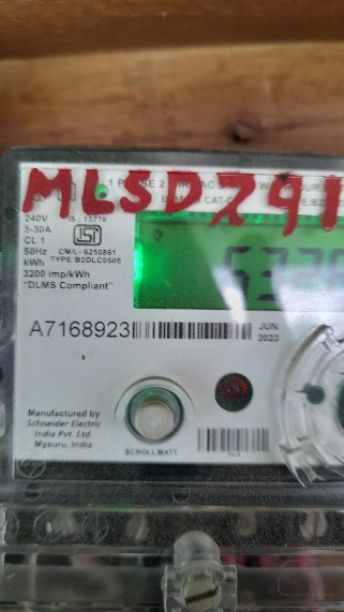 MLSDZ91
240V
IS : 13779
5-30A
CL 1
50Hz
CM/L - 6250861
kWh
TYPE B2DLC0505
3200 imp/kWh
"DLMS Compliant"
A7168923
JUN
2023
Manufactured by
Schneider Electric
India Pvt. Ltd.
Mysuru, India
SCROLL/BATT